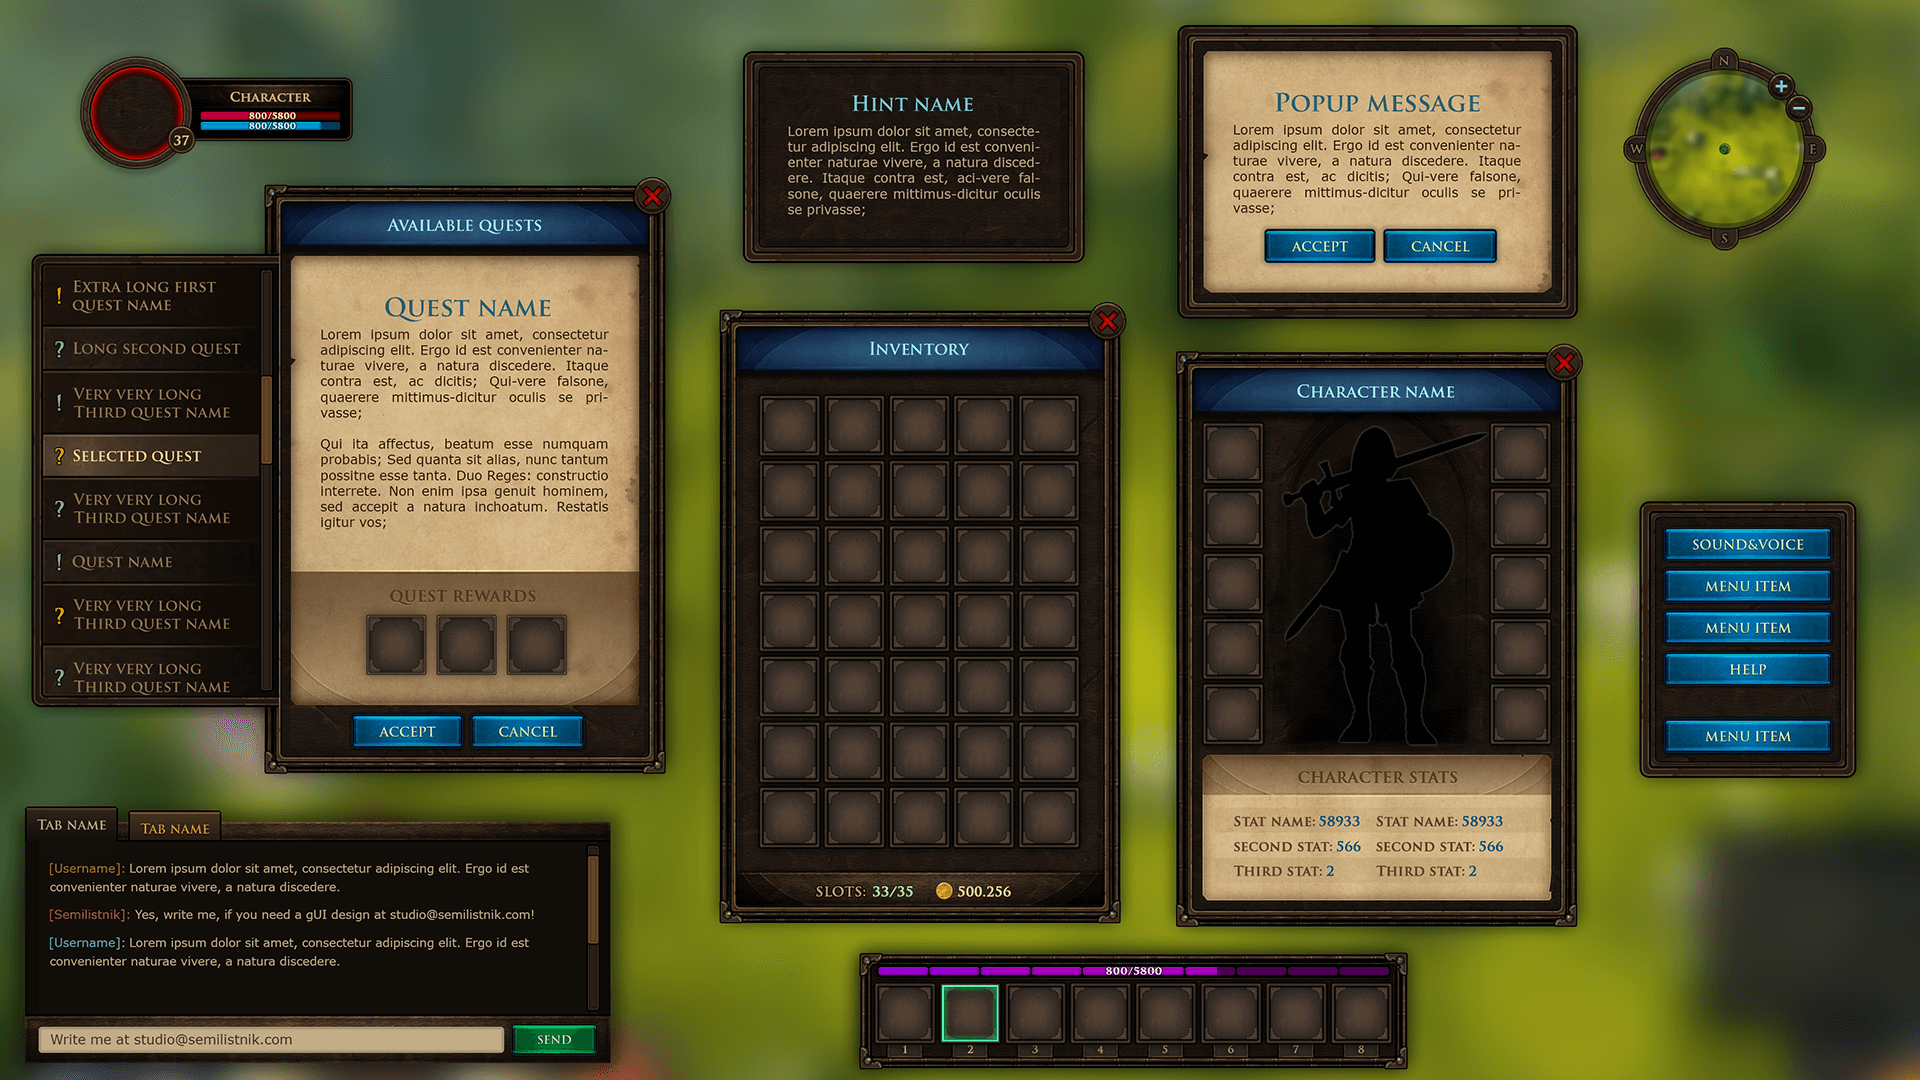 CHARACTER
800/5800
800/5800
37
AVAILABLE QUESTS
EXTRA LONG FIRST
QUEST NAME
LONG SECOND QUEST
VERY VERY LONG
THIRD QUEST NAME
SELECTED QUEST
VERY VERY LONG
THIRD QUEST NAME
QUEST NAME
VERY VERY LONG
THIRD QUEST NAME
VERY VERY LONG
THIRD QUEST NAME
QUEST NAME
Lorem ipsum dolor sit amet, consectetur
adipiscing elit. Ergo id est convenienter na-
turae vivere, a natura discedere. Itaque
contra est, ac dicitis; Qui-vere falsone,
quaerere mittimus-dicitur oculis se pri-
vasse;
Qui ita affectus, beatum esse numquam
probabis; Sed quanta sit alias, nunc tantum
possitne esse tanta. Duo Reges: constructio
interrete. Non enim ipsa genuit hominem,
sed accepit a natura inchoatum. Restatis
igitur vos;
QUEST REWARDS
ACCEPT
CANCEL
HINT NAME
Lorem ipsum dolor sit amet, consecte-
tur adipiscing elit. Ergo id est conveni-
enter naturae vivere, a natura disced-
ere. Itaque contra est, aci-vere fal-
sone, quaerere mittimus-dicitur oculis
se privasse;
POPUP MESSAGE
Lorem ipsum dolor sit amet, consectetur
adipiscing elit. Ergo id est convenienter na-
turae vivere, a natura discedere. Itaque
contra est, ac dicitis; Qui-vere falsone,
quaerere mittimus-dicitur oculis se pri-
vasse;
ACCEPT
CANCEL
N
W
E
S
INVENTORY
SLOTS: 33/35
500.256
CHARACTER NAME
CHARACTER STATS
STAT NAME: 58933 STAT NAME: 58933
SECOND STAT: 566 SECOND STAT: 566
THIRD STAT: 2 THIRD STAT: 2
SOUND&VOICE
MENU ITEM
MENU ITEM
HELP
MENU ITEM
TAB NAME
TAB NAME
[Username]: Lorem ipsum dolor sit amet, consectetur adipiscing elit. Ergo id est
convenienter naturae vivere, a natura discedere.
[Semilistnik]: Yes, write me, if you need a gUI design at studio@semilistnik.com!
[Username]: Lorem ipsum dolor sit amet, consectetur adipiscing elit. Ergo id est
convenienter naturae vivere, a natura discedere.
Write me at studio@semilistnik.com
SEND
800/5800
1 2 3 4 5 6 7 8